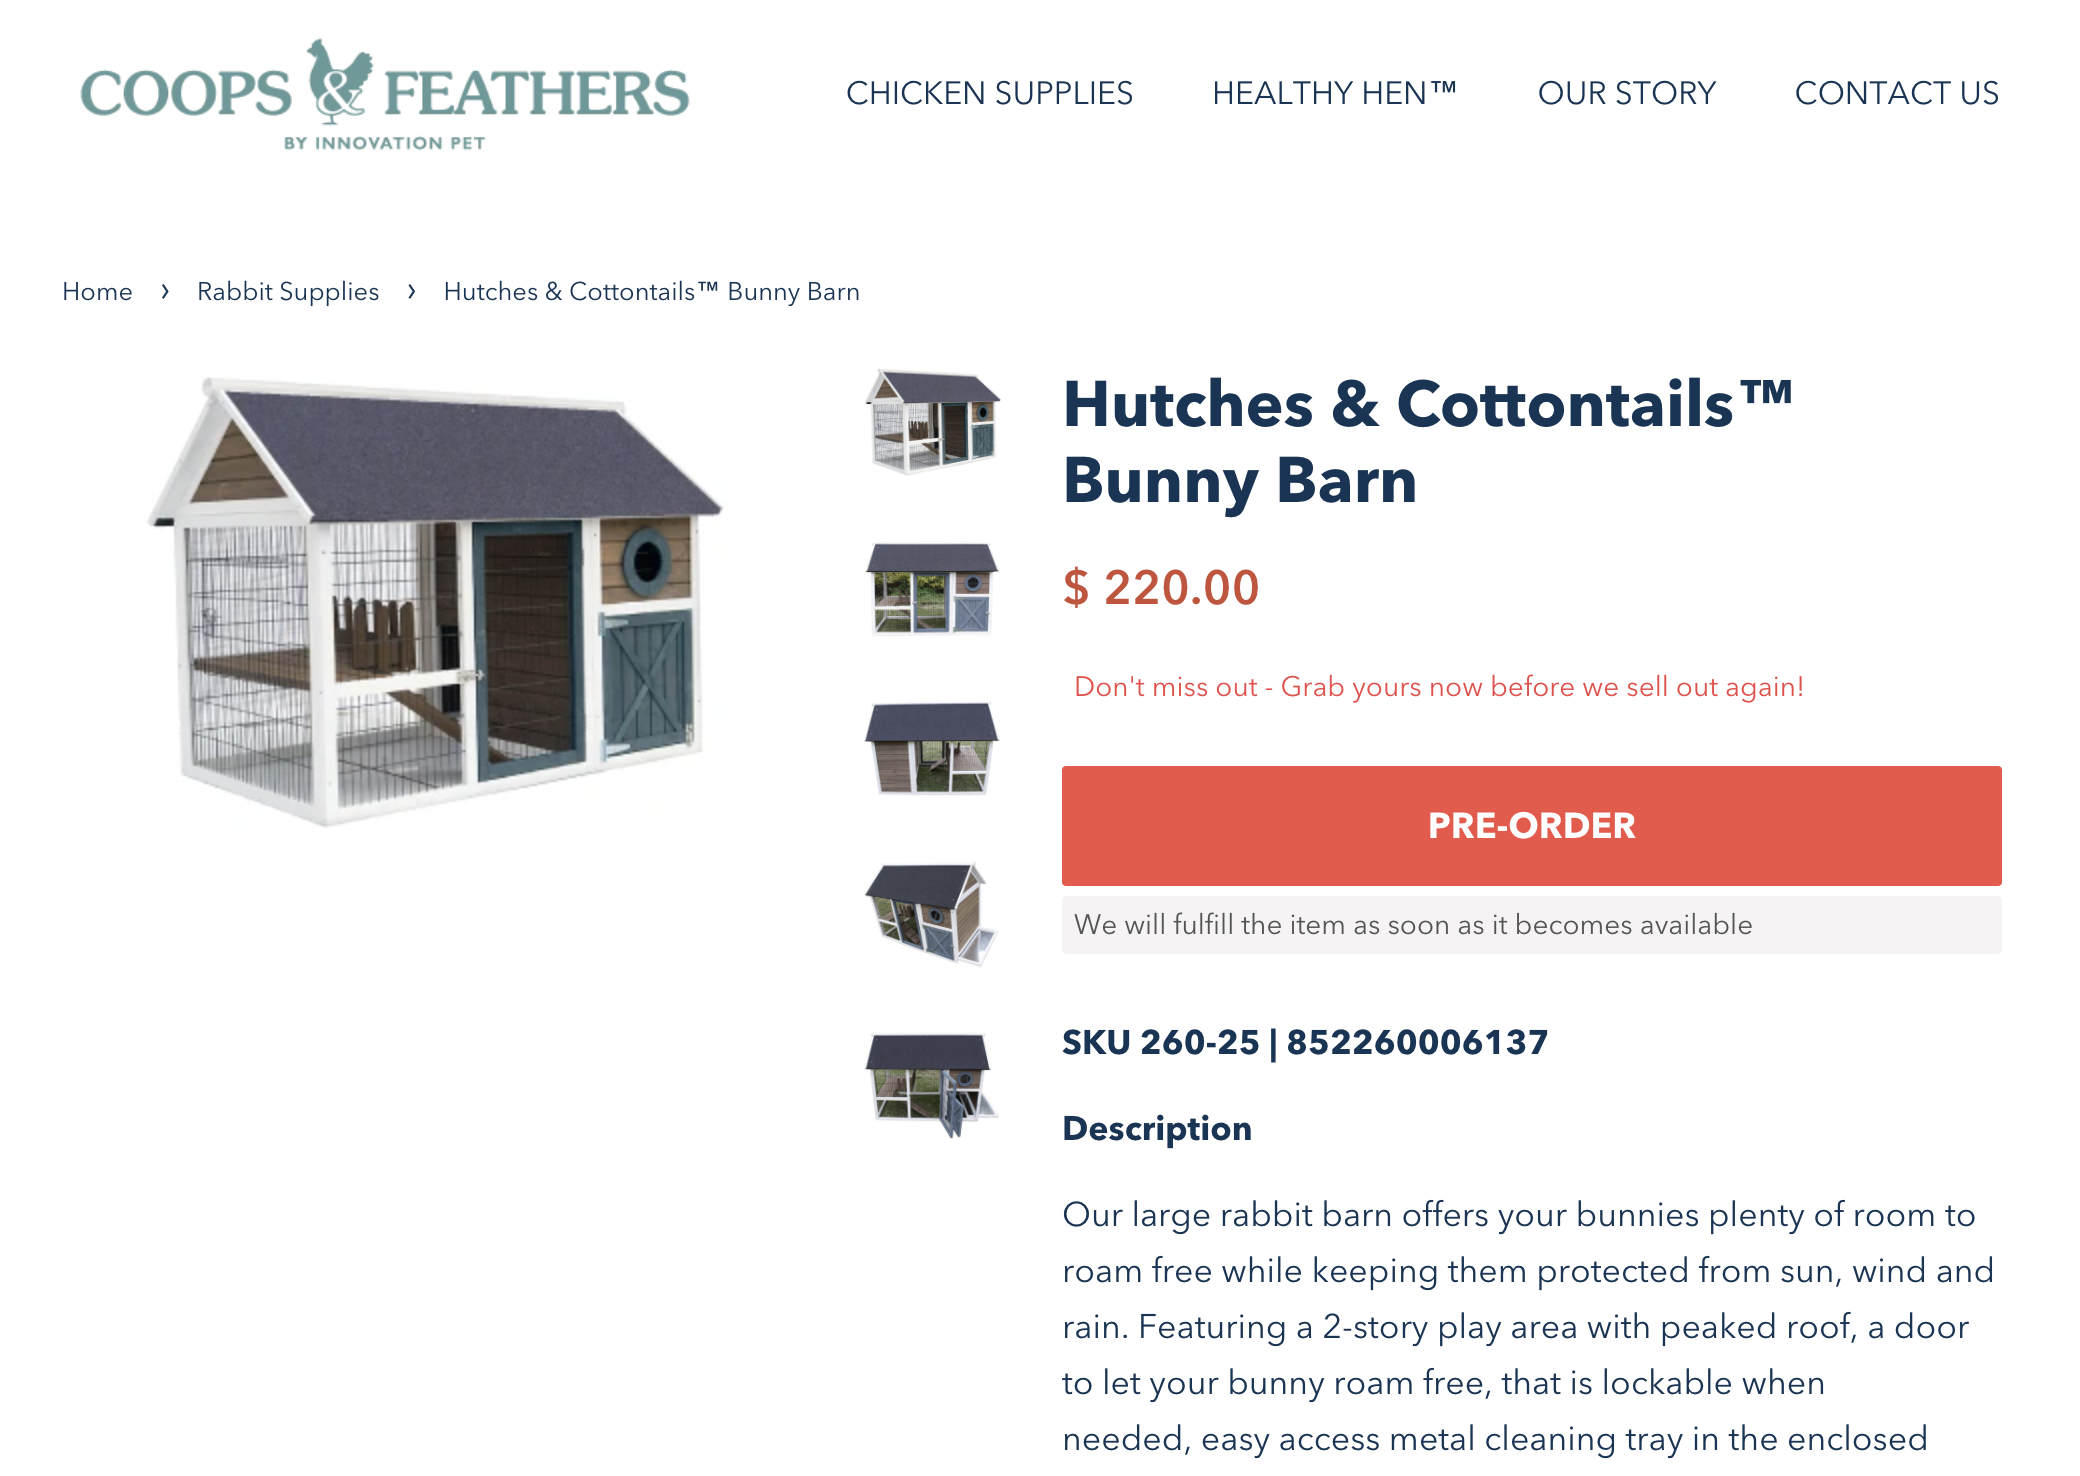 COOPS & FEATHERS
BY INNOVATION PET
CHICKEN SUPPLIES HEALTHY HEN™ OUR STORY CONTACT US
Home › Rabbit Supplies › Hutches & Cottontails™ Bunny Barn
Hutches & Cottontails™
Bunny Barn
$ 220.00
Don't miss out - Grab yours now before we sell out again!
PRE-ORDER
We will fulfill the item as soon as it becomes available
SKU 260-25 | 852260006137
Description
Our large rabbit barn offers your bunnies plenty of room to
roam free while keeping them protected from sun, wind and
rain. Featuring a 2-story play area with peaked roof, a door
to let your bunny roam free, that is lockable when
needed, easy access metal cleaning tray in the enclosed